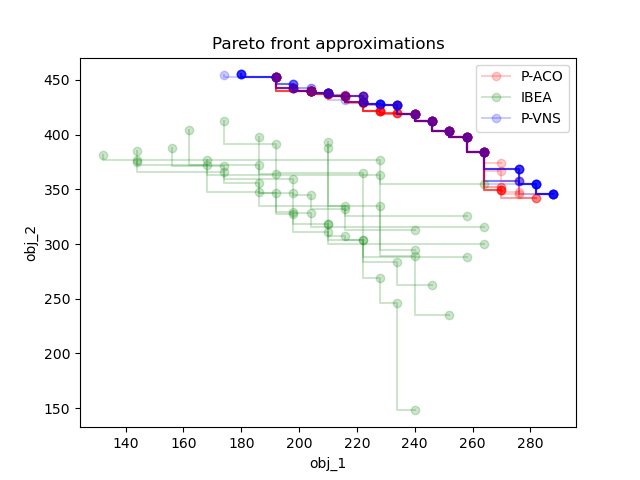 Pareto front approximations
P-ACO
IBEA
P-VNS
obj_2
450
400
350
300
250
200
150
140 160 180 200 220 240 260 280
obj_1